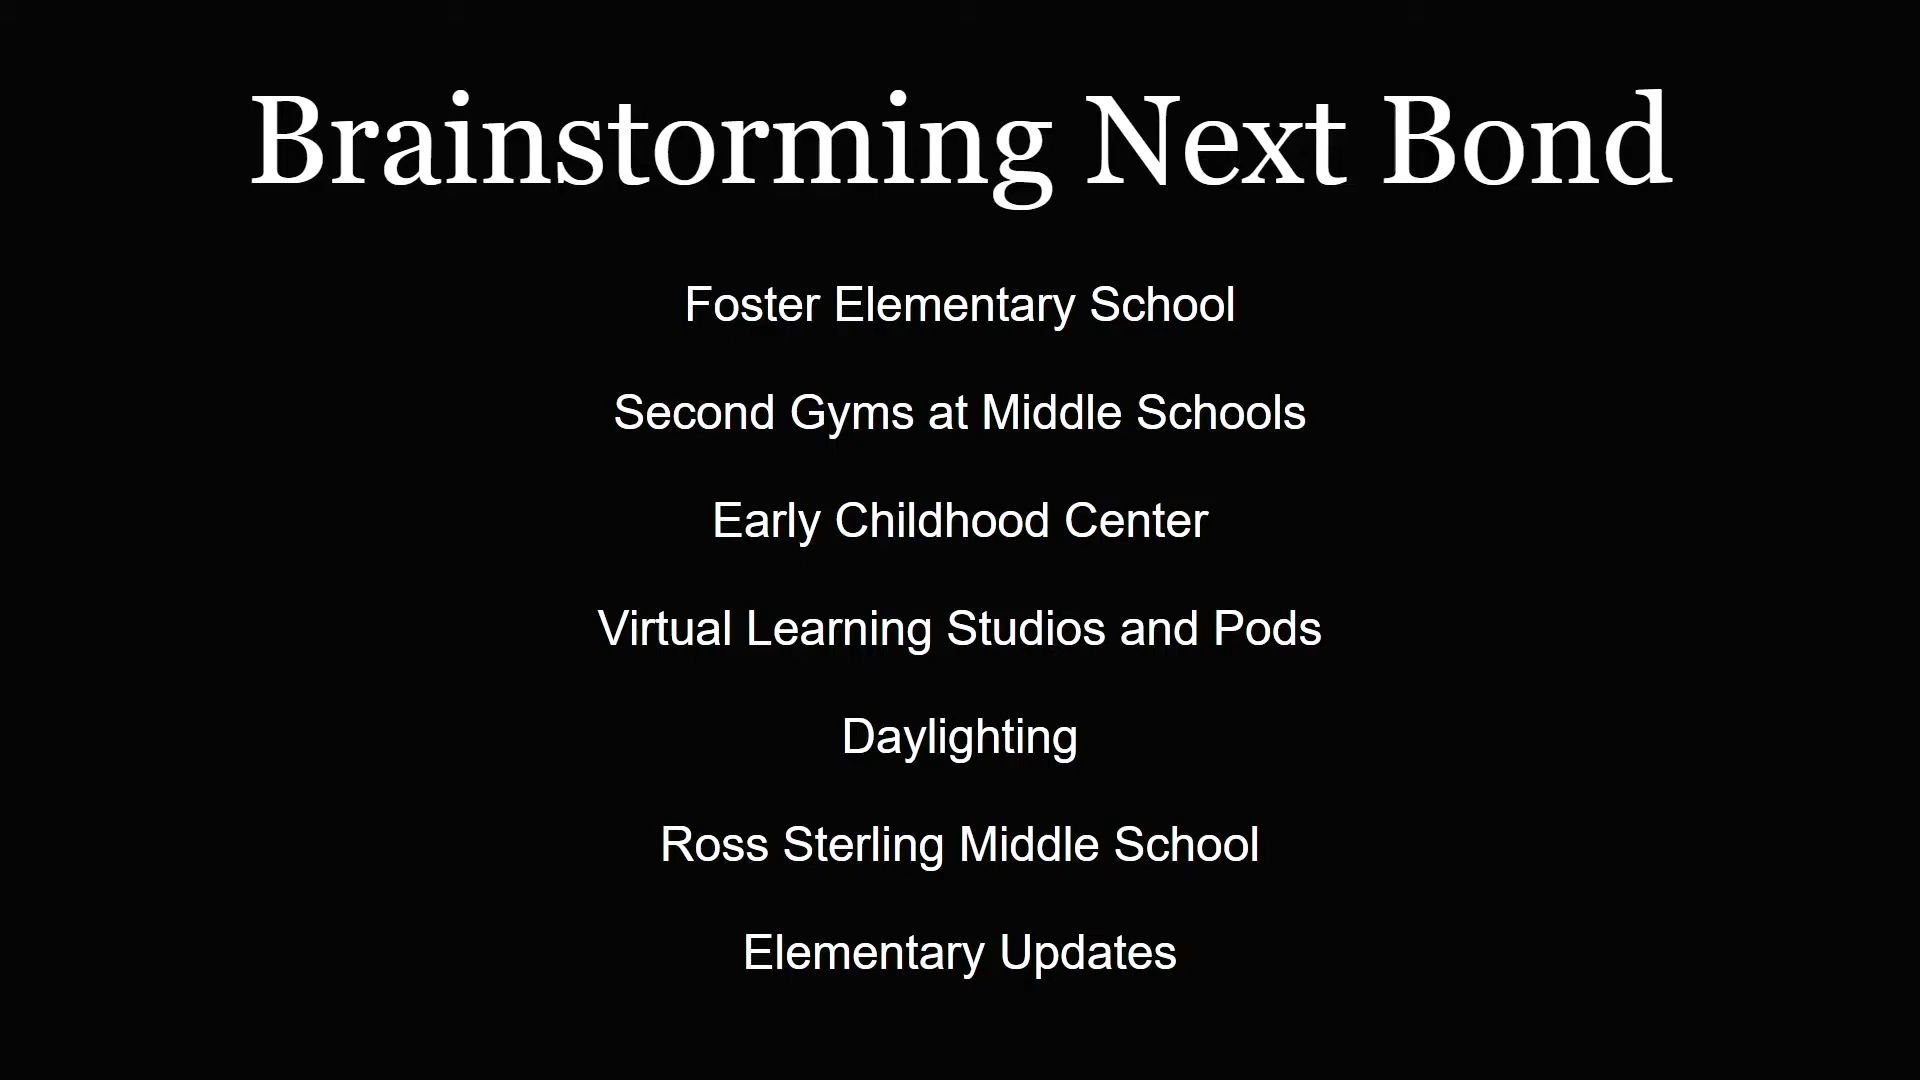 Brainstorming Next Bond
Foster Elementary School
Second Gyms at Middle Schools
Early Childhood Center
Virtual Learning Studios and Pods
Daylighting
Ross Sterling Middle School
Elementary Updates